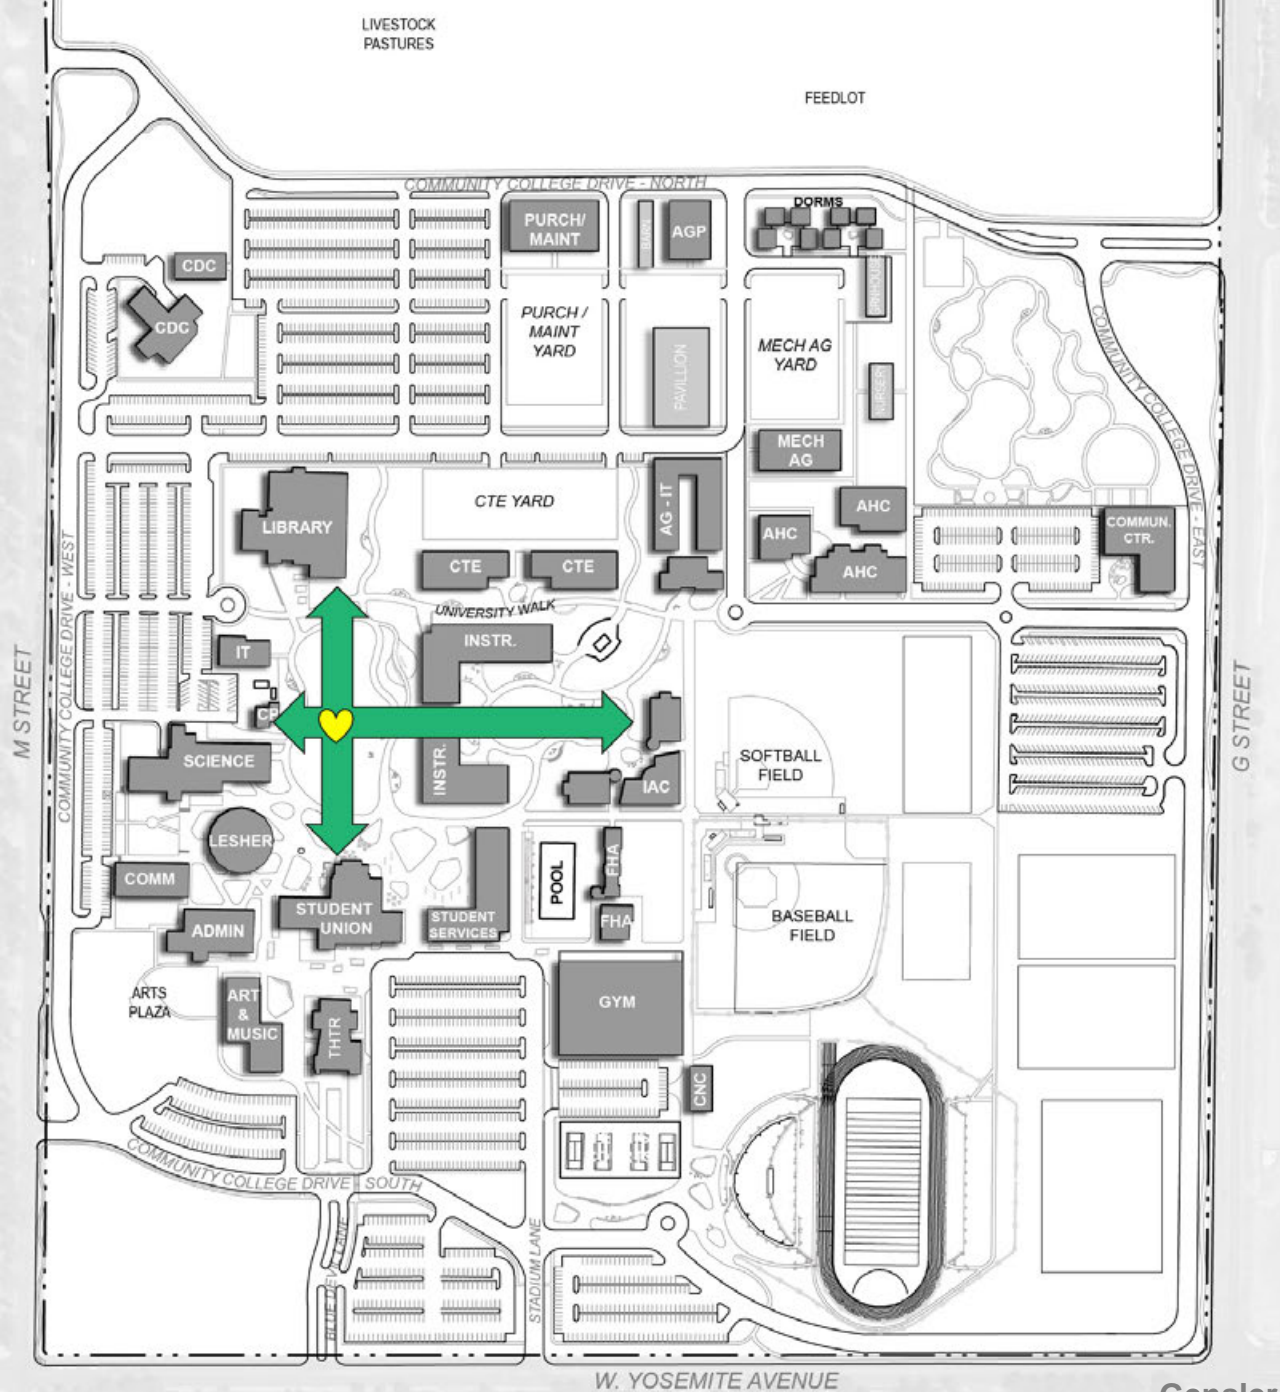 LIVESTOCK
PASTURES
FEEDLOT
COMMUNITY COLLEGE DRIVE - NORTH
DORMS
PURCH/
MAINT
BARN
AGP
CDC
CDC
PURCH /
MAINT
YARD
PAVILLION
MECH AG
YARD
COMMUNITY COLLEGE DRIVE - EAST
MECH
AG
LIBRARY
CTE YARD
AG - IT
AHC
AHC
AHC
COMMUN.
CTR.
CTE
CTE
UNIVERSITY WALK
INSTR.
IT
M STREET
COMMUNITY COLLEGE DRIVE - WEST
G STREET
SCIENCE
INSTR.
IAC
SOFTBALL
FIELD
LESHER
COMM
POOL
FHA
FHA
ADMIN
STUDENT
UNION
STUDENT
SERVICES
BASEBALL
FIELD
ARTS
PLAZA
ART
&
MUSIC
THTR
GYM
CNC
COMMUNITY COLLEGE DRIVE - SOUTH
BLUE DEVIL LANE
STADIUM LANE
W. YOSEMITE AVENUE